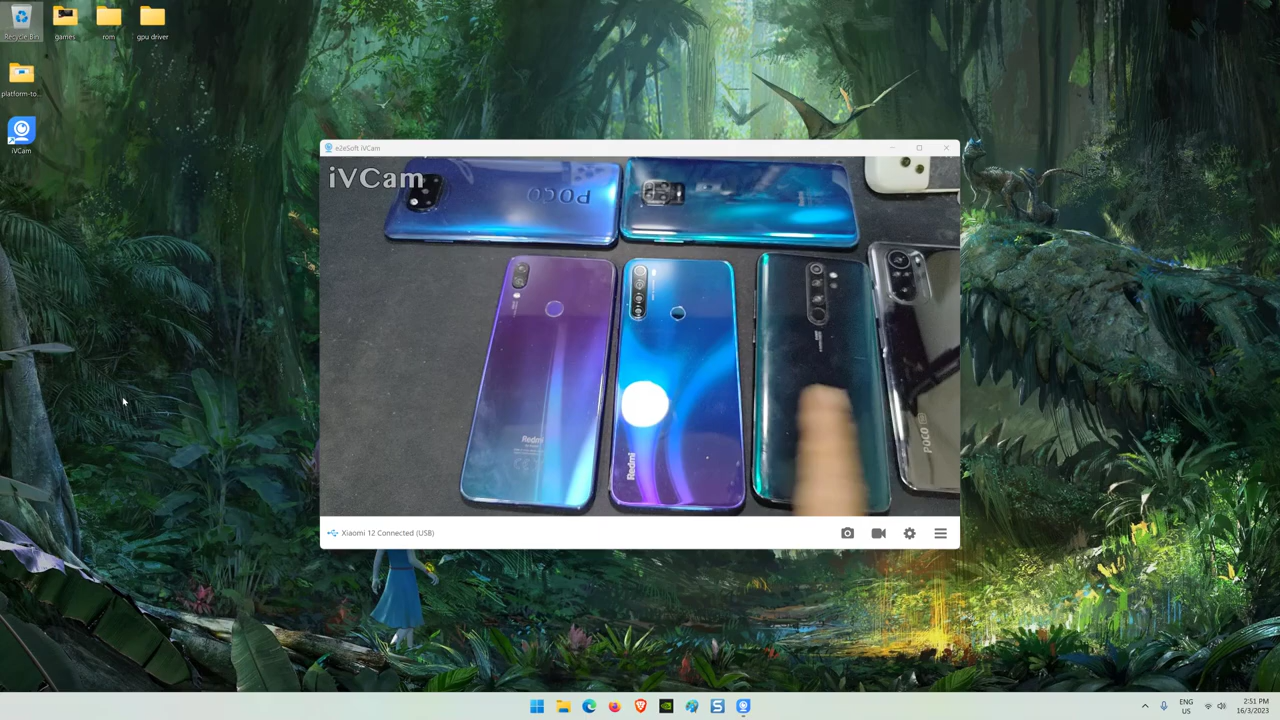 Recycle Bin
games
rom
gpu driver
platform-to...
iVCam
e2eSoft iVCam
iVCam
POCO
Redmi
Redmi
POCO
Xiaomi 12 Connected (USB)
ENG
US
2:51 PM
16/3/2023